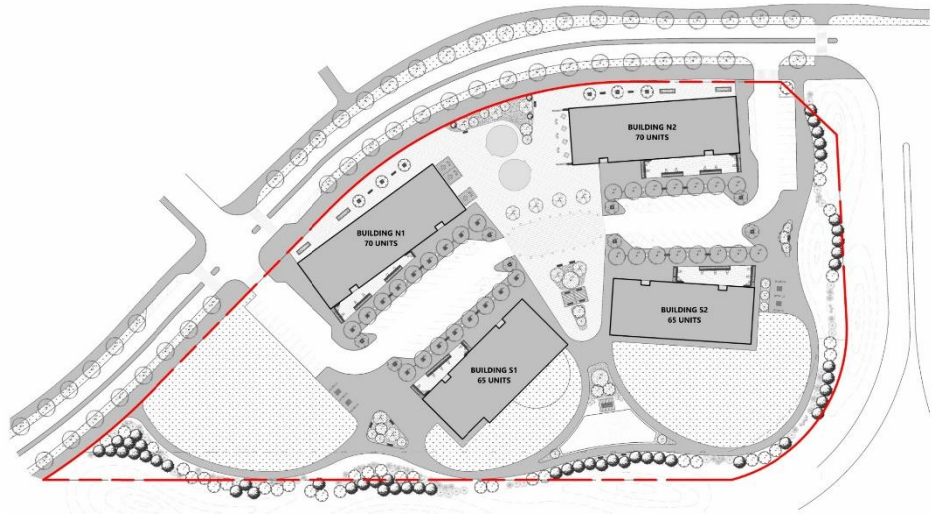 BUILDING N2
70 UNITS
BUILDING N1
70 UNITS
BUILDING S2
65 UNITS
BUILDING S1
65 UNITS